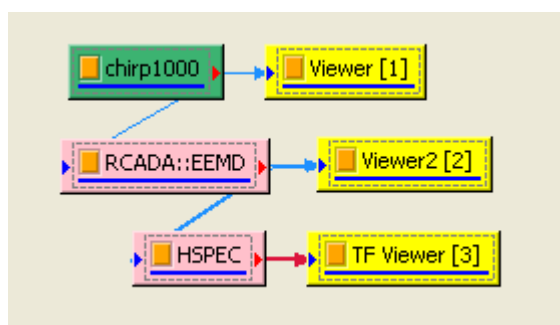 chirp1000
Viewer [1]
RCADA::EEMD
Viewer2 [2]
HSPEC
TF Viewer [3]